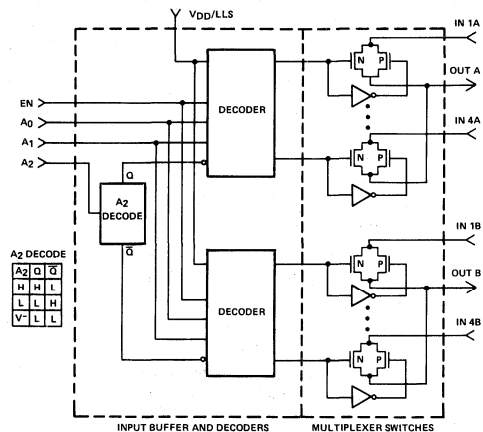 VDD/LLS
IN 1A
N P
OUT A
EN
A0
DECODER
A1
IN 4A
A2
Q
N P
A2
DECODE
Q̅
IN 1B
A2 DECODE
N P
A2 Q Q̅
OUT B
H H L
L L H
DECODER
V- L L
IN 4B
N P
INPUT BUFFER AND DECODERS
MULTIPLEXER SWITCHES